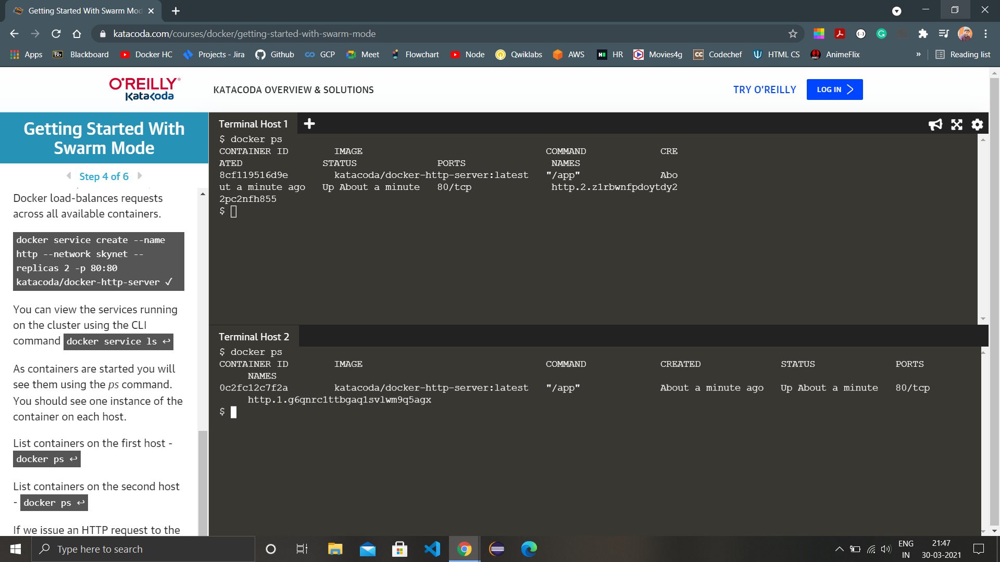 Getting Started With Swarm Mod
katacoda.com/courses/docker/getting-started-with-swarm-mode
Apps
Bb Blackboard
Docker HC
Projects - Jira
Github
GCP
Meet
Flowchart
Node
Qwiklabs
AWS
HR
Movies4g
CC Codechef
HTML CS
AnimeFlix
»
Reading list
O'REILLY®
Katacoda
KATACODA OVERVIEW & SOLUTIONS
TRY O'REILLY
LOG IN
Getting Started With
Swarm Mode
Step 4 of 6
Docker load-balances requests
across all available containers.
docker service create --name
http --network skynet --
replicas 2 -p 80:80
katacoda/docker-http-server ✓
You can view the services running
on the cluster using the CLI
command docker service ls ↩
As containers are started you will
see them using the ps command.
You should see one instance of the
container on each host.
List containers on the first host -
docker ps ↩
List containers on the second host
- docker ps ↩
If we issue an HTTP request to the
Terminal Host 1
$ docker ps
CONTAINER ID        IMAGE                                COMMAND             CRE
ATED              STATUS              PORTS               NAMES
8cf119516d9e        katacoda/docker-http-server:latest   "/app"              Abo
ut a minute ago   Up About a minute   80/tcp              http.2.z1rbwnfpdoytdy2
2pc2nfh855
$
Terminal Host 2
$ docker ps
CONTAINER ID        IMAGE                                COMMAND             CREATED              STATUS              PORTS
     NAMES
0c2fc12c7f2a        katacoda/docker-http-server:latest   "/app"              About a minute ago   Up About a minute   80/tcp
     http.1.g6qnrc1ttbgaq1svlwm9q5agx
$
Type here to search
ENG
IN
21:47
30-03-2021